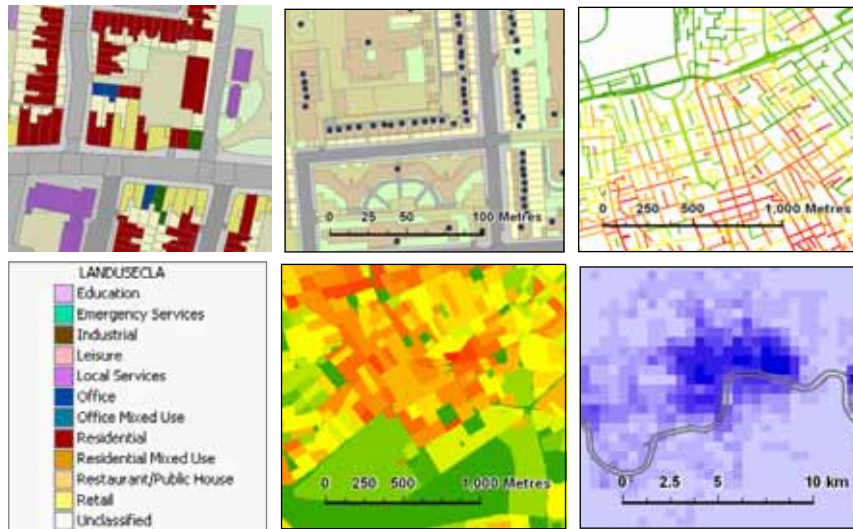 0 25 50 100 Metres
0 250 500 1,000 Metres
LANDUSECLA
Education
Emergency Services
Industrial
Leisure
Local Services
Office
Office Mixed Use
Residential
Residential Mixed Use
Restaurant/Public House
Retail
Unclassified
0 250 500 1,000 Metres
0 2.5 5 10 km